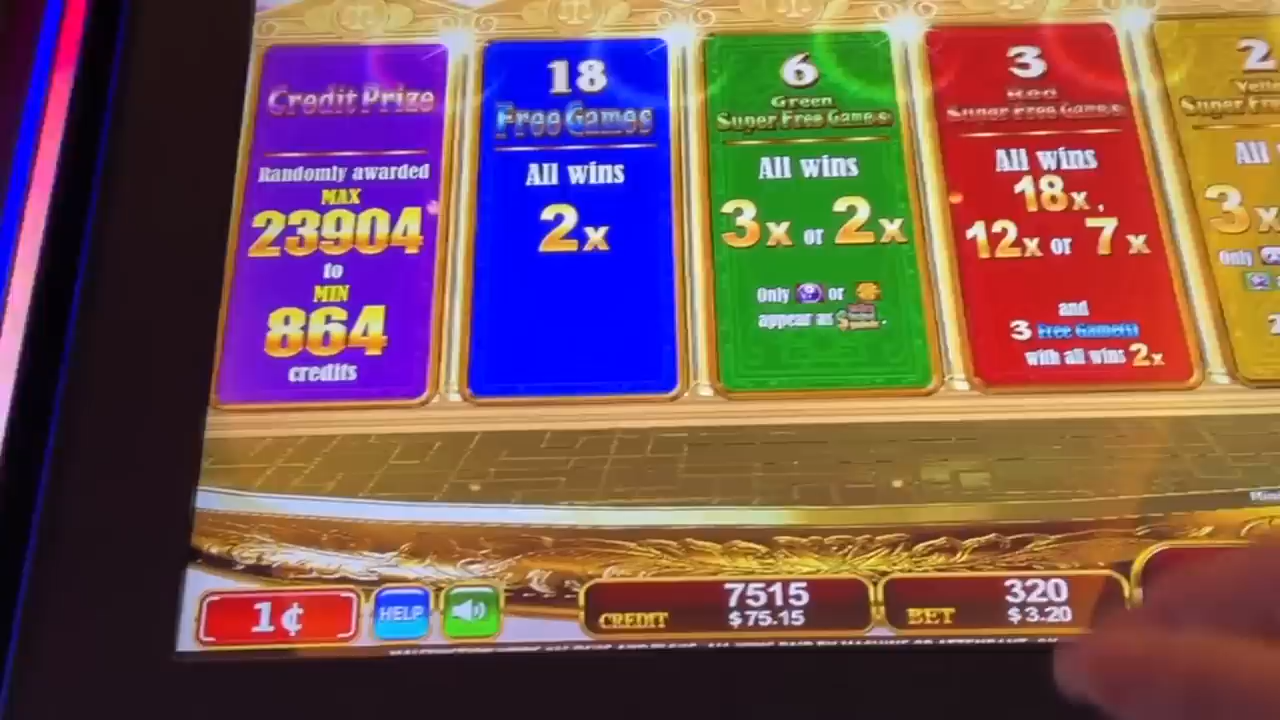 Credit Prize
Randomly awarded
MAX
23904
to
MIN
864
credits
18
Free Games
All wins
2x
6
Green
Super Free Games
All wins
3x or 2x
Only or
appear as
3
Red
Super Free Games
All wins
18x,
12x or 7x
and
3 Free Game(s)
with all wins 2x
2
Super
All
3x
Only
1¢
HELP
CREDIT
7515
$75.15
BET
320
$3.20